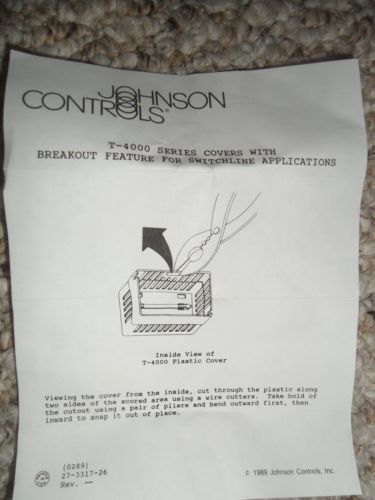 JOHNSON
CONTROLS®
T-4000 SERIES COVERS WITH
BREAKOUT FEATURE FOR SWITCHLINE APPLICATIONS
Inside View of
T-4000 Plastic Cover
Viewing the cover from the inside, cut through the plastic along
two sides of the scored area using a wire cutters. Take hold of
the cutout using a pair of pliers and bend outward first, then
inward to snap it out of place.
(0289)
27-3317-26
Rev. —
© 1989 Johnson Controls, Inc.